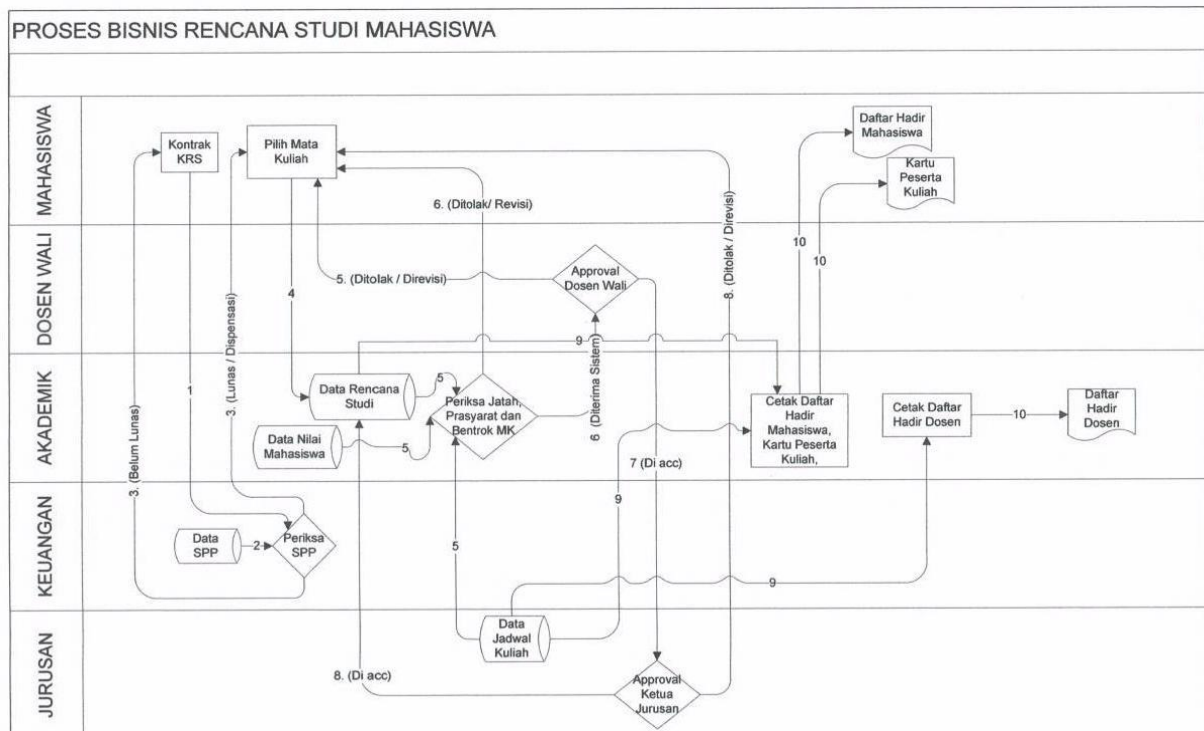 PROSES BISNIS RENCANA STUDI MAHASISWA
MAHASISWA
Kontrak
KRS
Pilih Mata
Kuliah
Daftar Hadir
Mahasiswa
Kartu
Peserta
Kuliah
6. (Ditolak/ Revisi)
10
10
DOSEN WALI
3. (Lunas / Dispensasi)
4
5. (Ditolak / Direvisi)
Approval
Dosen Wali
8. (Ditolak / Direvisi)
9
AKADEMIK
3. (Belum Lunas)
1
Data Rencana
Studi
5
Data Nilai
Mahasiswa
5
Periksa Jatah,
Prasyarat dan
Bentrok MK
6 (Diterima Sistem)
7 (Di acc)
9
Cetak Daftar
Hadir
Mahasiswa,
Kartu Peserta
Kuliah,
Cetak Daftar
Hadir Dosen
10
Daftar
Hadir
Dosen
KEUANGAN
Data
SPP
2
Periksa
SPP
5
9
JURUSAN
Data
Jadwal
Kuliah
8. (Di acc)
Approval
Ketua
Jurusan